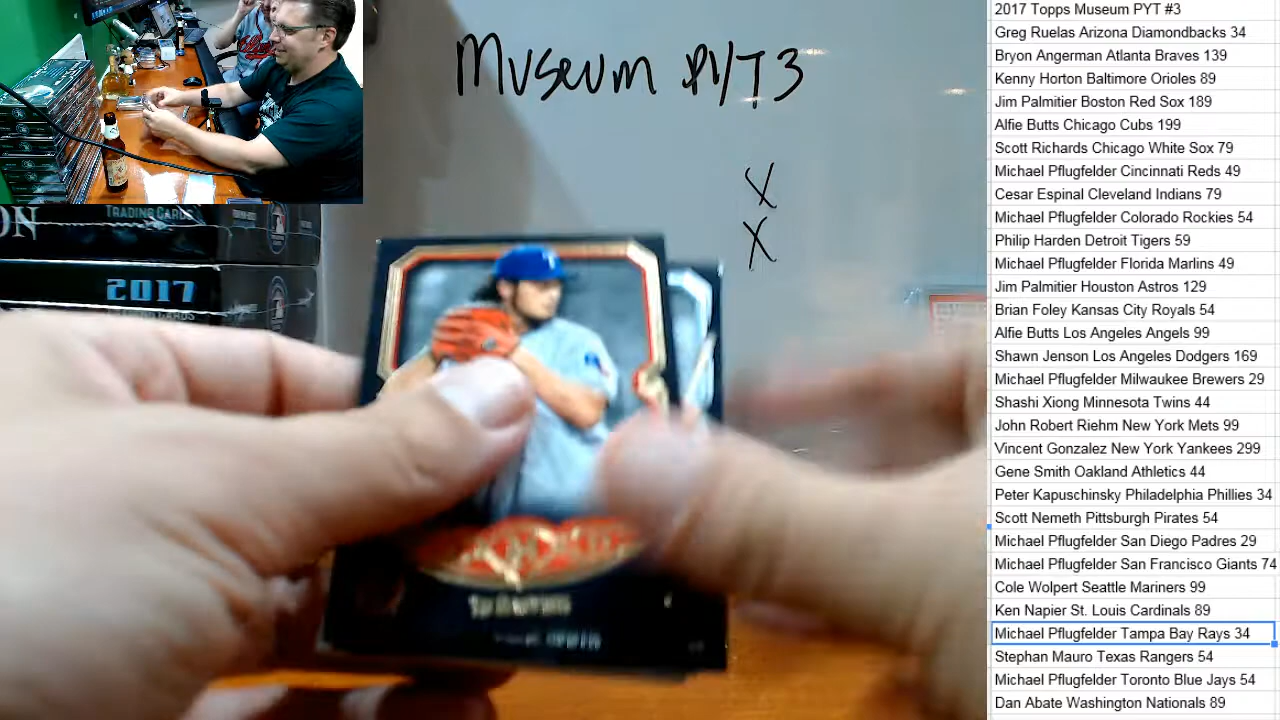 Museum PYT 3
X
X
TRADING CARDS
2017
TRADING CARDS
2017 Topps Museum PYT #3
Greg Ruelas Arizona Diamondbacks 34
Bryon Angerman Atlanta Braves 139
Kenny Horton Baltimore Orioles 89
Jim Palmitier Boston Red Sox 189
Alfie Butts Chicago Cubs 199
Scott Richards Chicago White Sox 79
Michael Pflugfelder Cincinnati Reds 49
Cesar Espinal Cleveland Indians 79
Michael Pflugfelder Colorado Rockies 54
Philip Harden Detroit Tigers 59
Michael Pflugfelder Florida Marlins 49
Jim Palmitier Houston Astros 129
Brian Foley Kansas City Royals 54
Alfie Butts Los Angeles Angels 99
Shawn Jenson Los Angeles Dodgers 169
Michael Pflugfelder Milwaukee Brewers 29
Shashi Xiong Minnesota Twins 44
John Robert Riehm New York Mets 99
Vincent Gonzalez New York Yankees 299
Gene Smith Oakland Athletics 44
Peter Kapuschinsky Philadelphia Phillies 34
Scott Nemeth Pittsburgh Pirates 54
Michael Pflugfelder San Diego Padres 29
Michael Pflugfelder San Francisco Giants 74
Cole Wolpert Seattle Mariners 99
Ken Napier St. Louis Cardinals 89
Michael Pflugfelder Tampa Bay Rays 34
Stephan Mauro Texas Rangers 54
Michael Pflugfelder Toronto Blue Jays 54
Dan Abate Washington Nationals 89